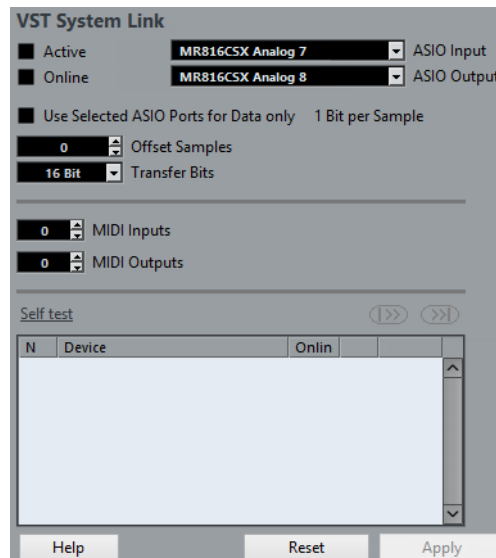 VST System Link
Active MR816CSX Analog 7 ASIO Input
Online MR816CSX Analog 8 ASIO Output
Use Selected ASIO Ports for Data only 1 Bit per Sample
0 Offset Samples
16 Bit Transfer Bits
0 MIDI Inputs
0 MIDI Outputs
Self test
N Device Onlin
Help Reset Apply